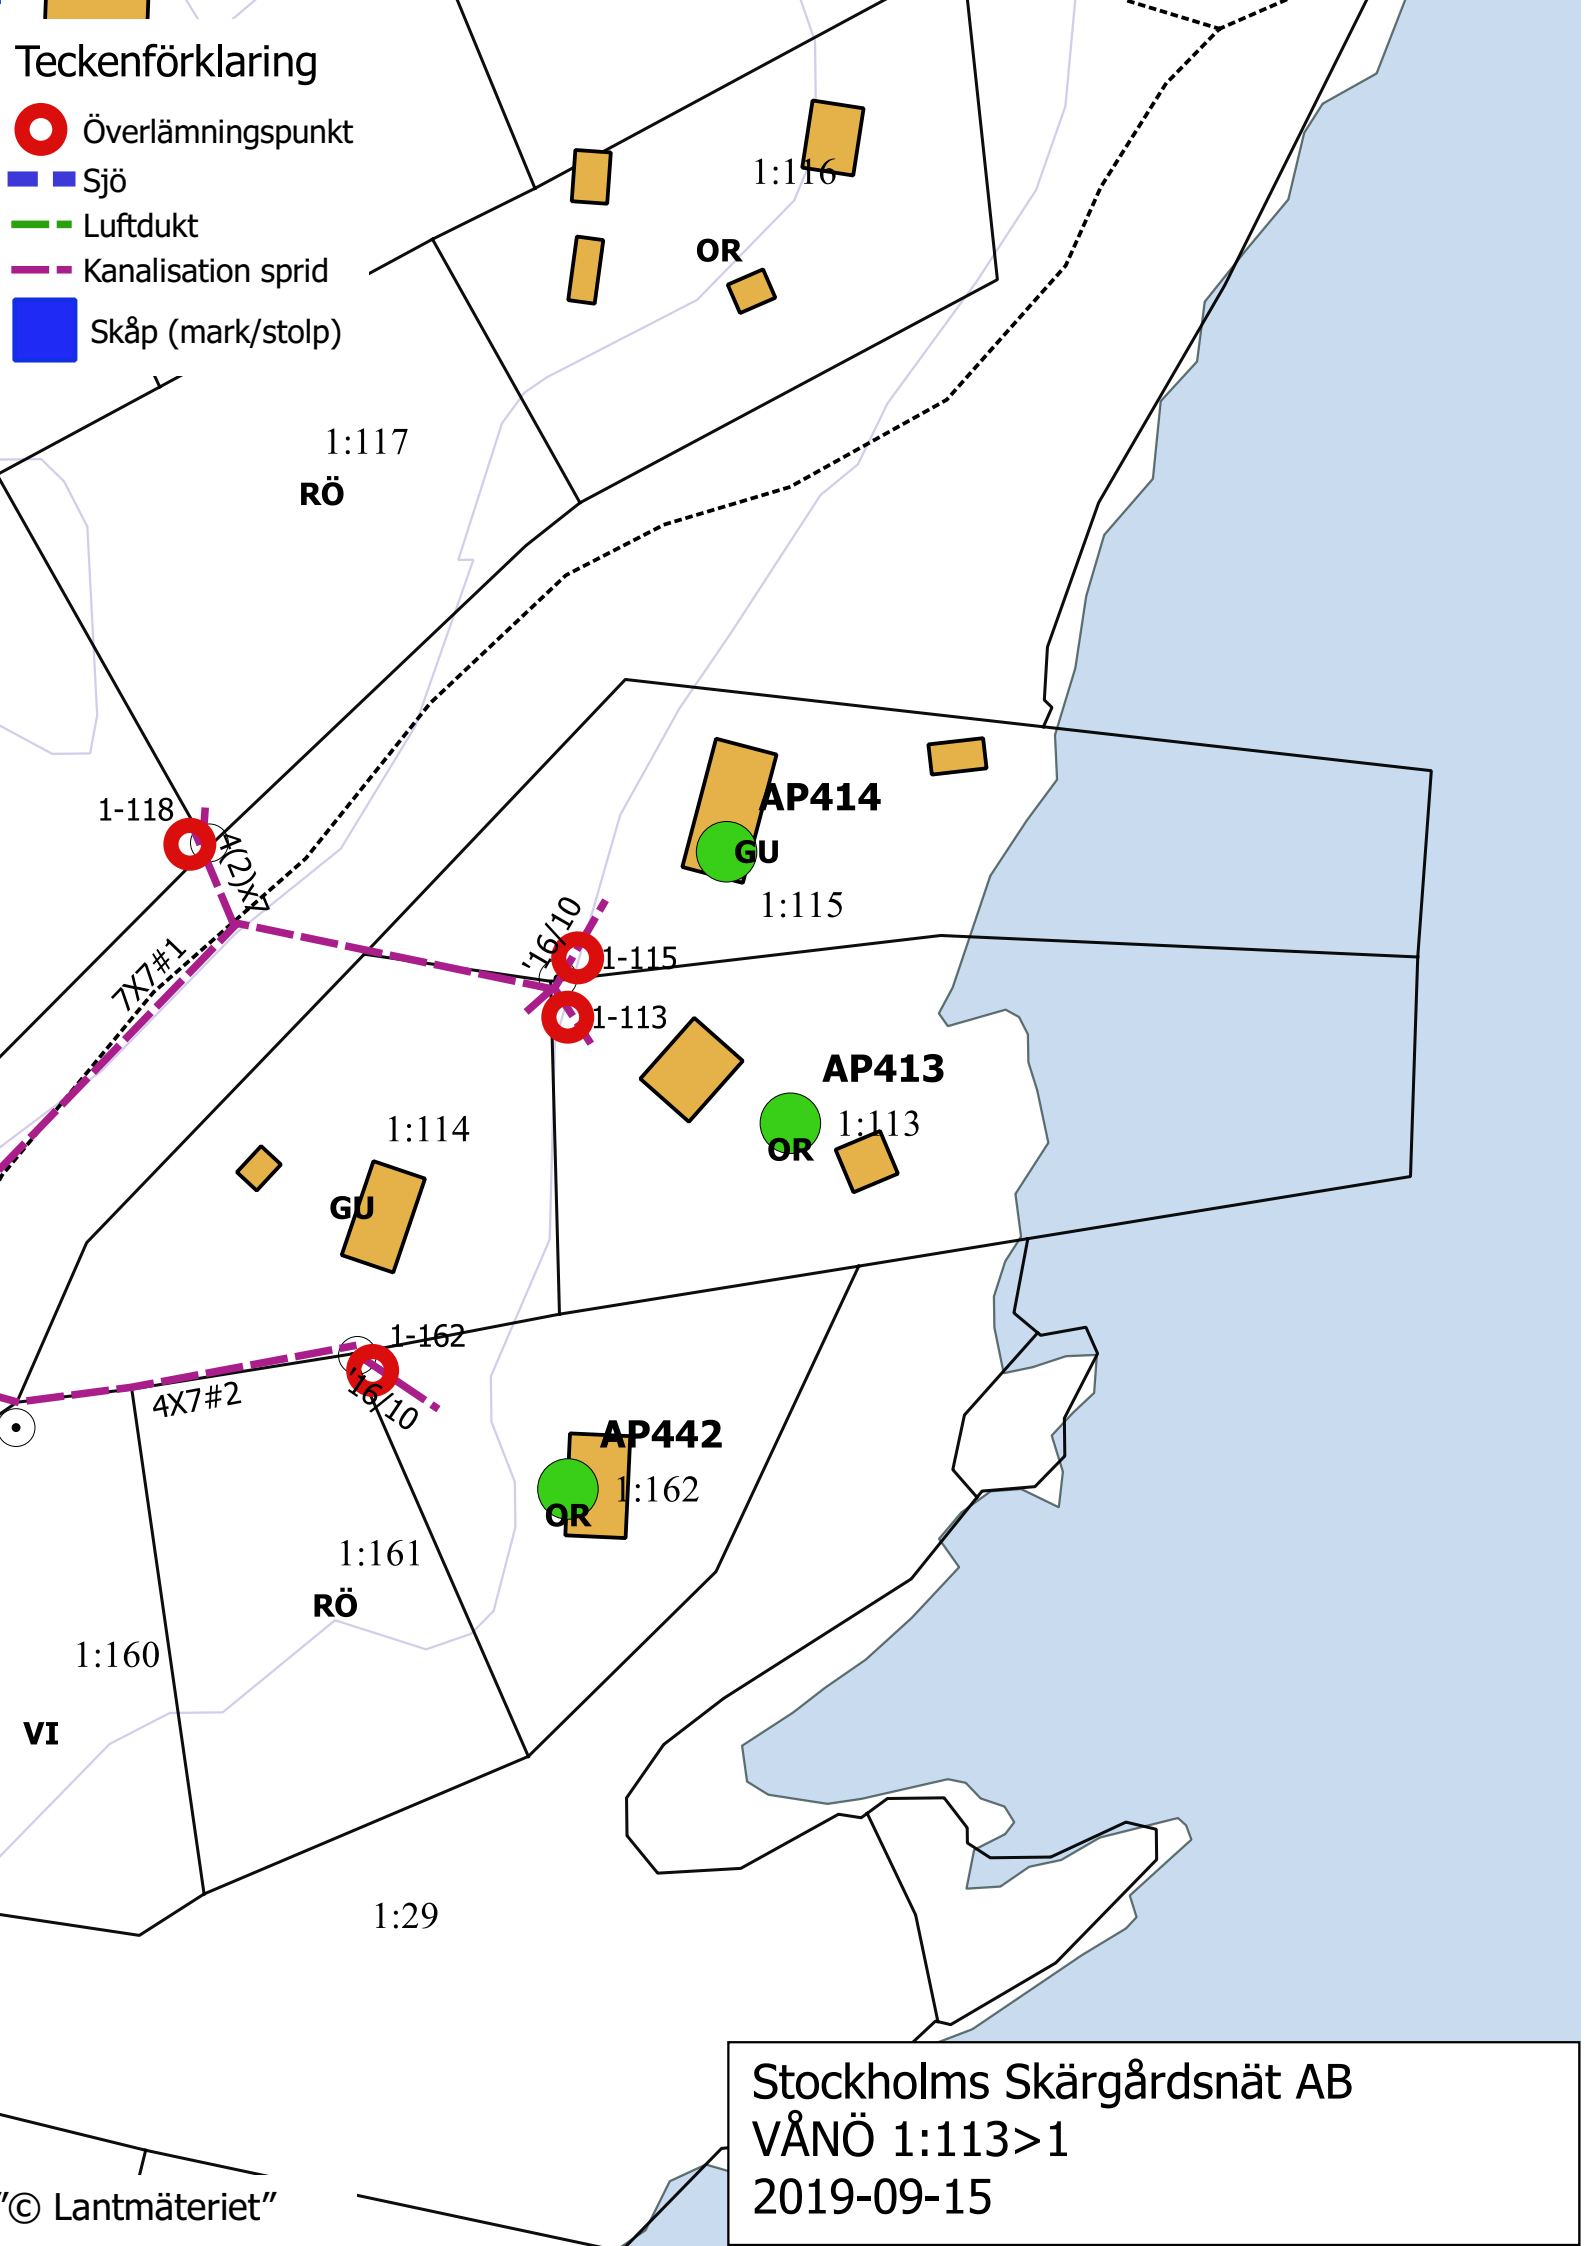 Teckenförklaring
Överlämningspunkt
Sjö
Luftdukt
Kanalisation sprid
Skåp (mark/stolp)
1:116
OR
1:117
RÖ
1-118
4(2)x7
7X7#1
AP414
GU
1:115
'16/10
1-115
1-113
AP413
1:113
OR
1:114
GU
1-162
4X7#2
'16/10
AP442
1:162
OR
1:161
RÖ
1:160
VI
1:29
Stockholms Skärgårdsnät AB
VÅNÖ 1:113>1
2019-09-15
"© Lantmäteriet"